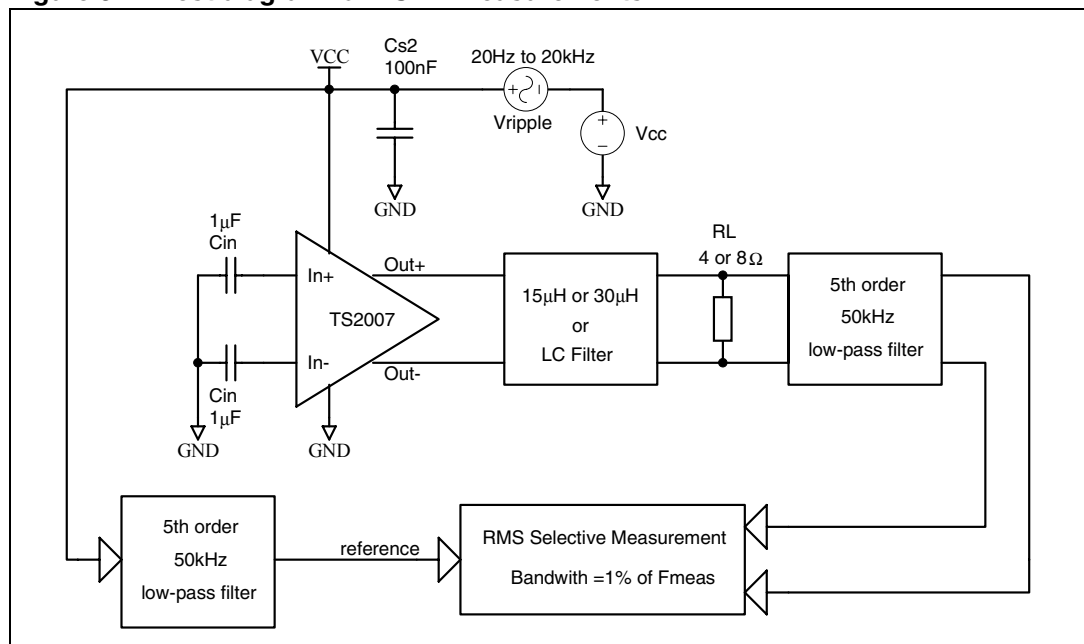 VCC
Cs2
100nF
20Hz to 20kHz
Vripple
Vcc
GND
GND
1µF
Cin
In+
TS2007
In-
Cin
1µF
GND
GND
Out+
Out-
15µH or 30µH
or
LC Filter
RL
4 or 8Ω
5th order
50kHz
low-pass filter
5th order
50kHz
low-pass filter
reference
RMS Selective Measurement
Bandwith =1% of Fmeas